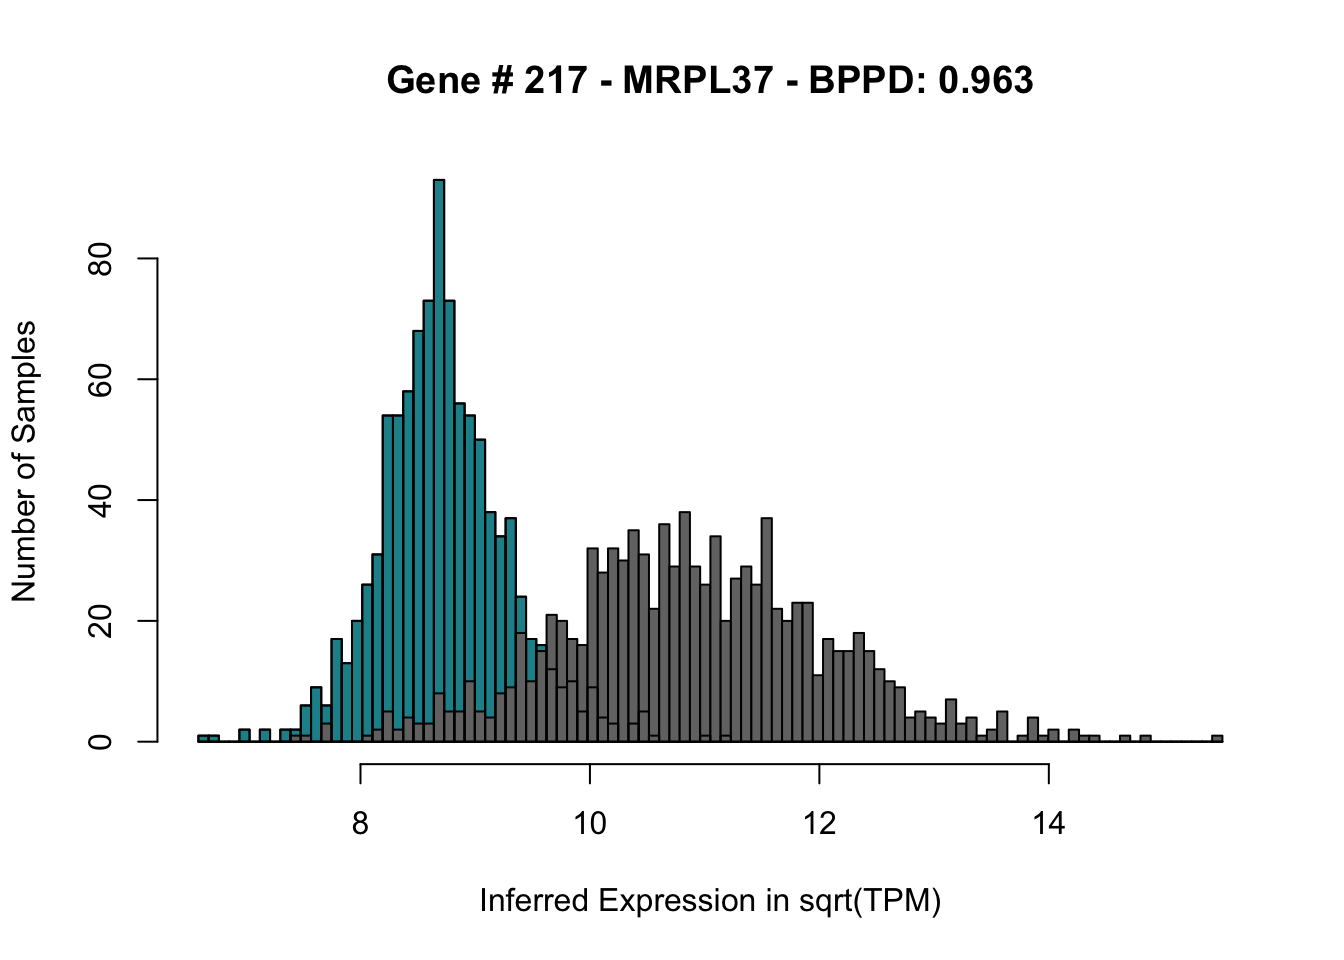 Gene # 217 - MRPL37 - BPPD: 0.963
Number of Samples
80
60
40
20
0
8 10 12 14
Inferred Expression in sqrt(TPM)